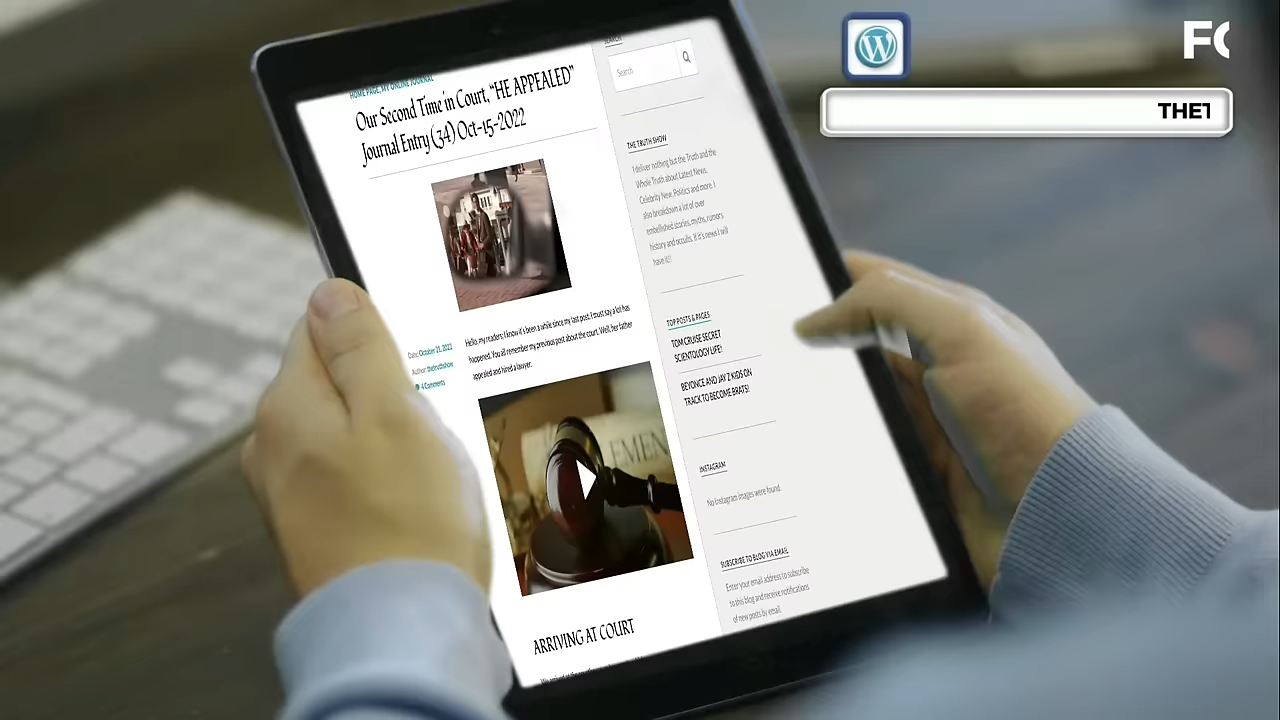 HOME PAGE, MY ONLINE JOURNAL
Our Second Time in Court, “HE APPEALED”
Journal Entry (34) Oct-15-2022
Date: October 21, 2022
Author: thetruthshow
4 Comments
Hello, my readers; I know it's been a while since my last post. I must say a lot has
happened. You all remember my previous post about the court. Well, her father
appealed and hired a lawyer.
EMEN
ARRIVING AT COURT
SEARCH
Search
THE TRUTH SHOW
I deliver nothing but the Truth and the
Whole Truth about Latest News,
Celebrity New, Politics and more. I
also breakdown a lot of over
embellished stories, myths, rumors
history and occults. If it's news I will
have it!!
TOP POSTS & PAGES
TOM CRUISE SECRET
SCIENTOLOGY LIFE!
BEYONCE AND JAY Z KIDS ON
TRACK TO BECOME BRATS!
INSTAGRAM
No Instagram images were found.
SUBSCRIBE TO BLOG VIA EMAIL
Enter your email address to subscribe
to this blog and receive notifications
of new posts by email.
W
FO
THET